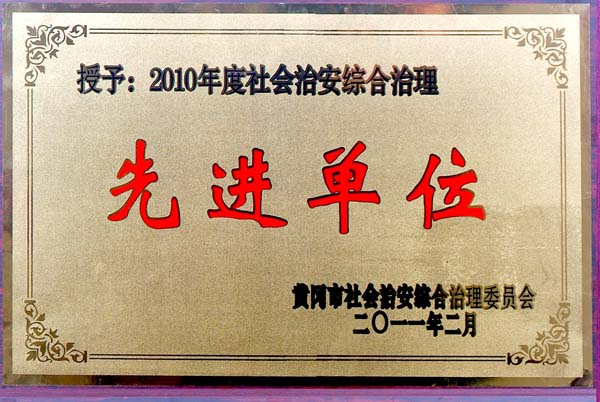 授予：2010年度社会治安综合治理
先进单位
黄冈市社会治安综合治理委员会
二〇一一年二月